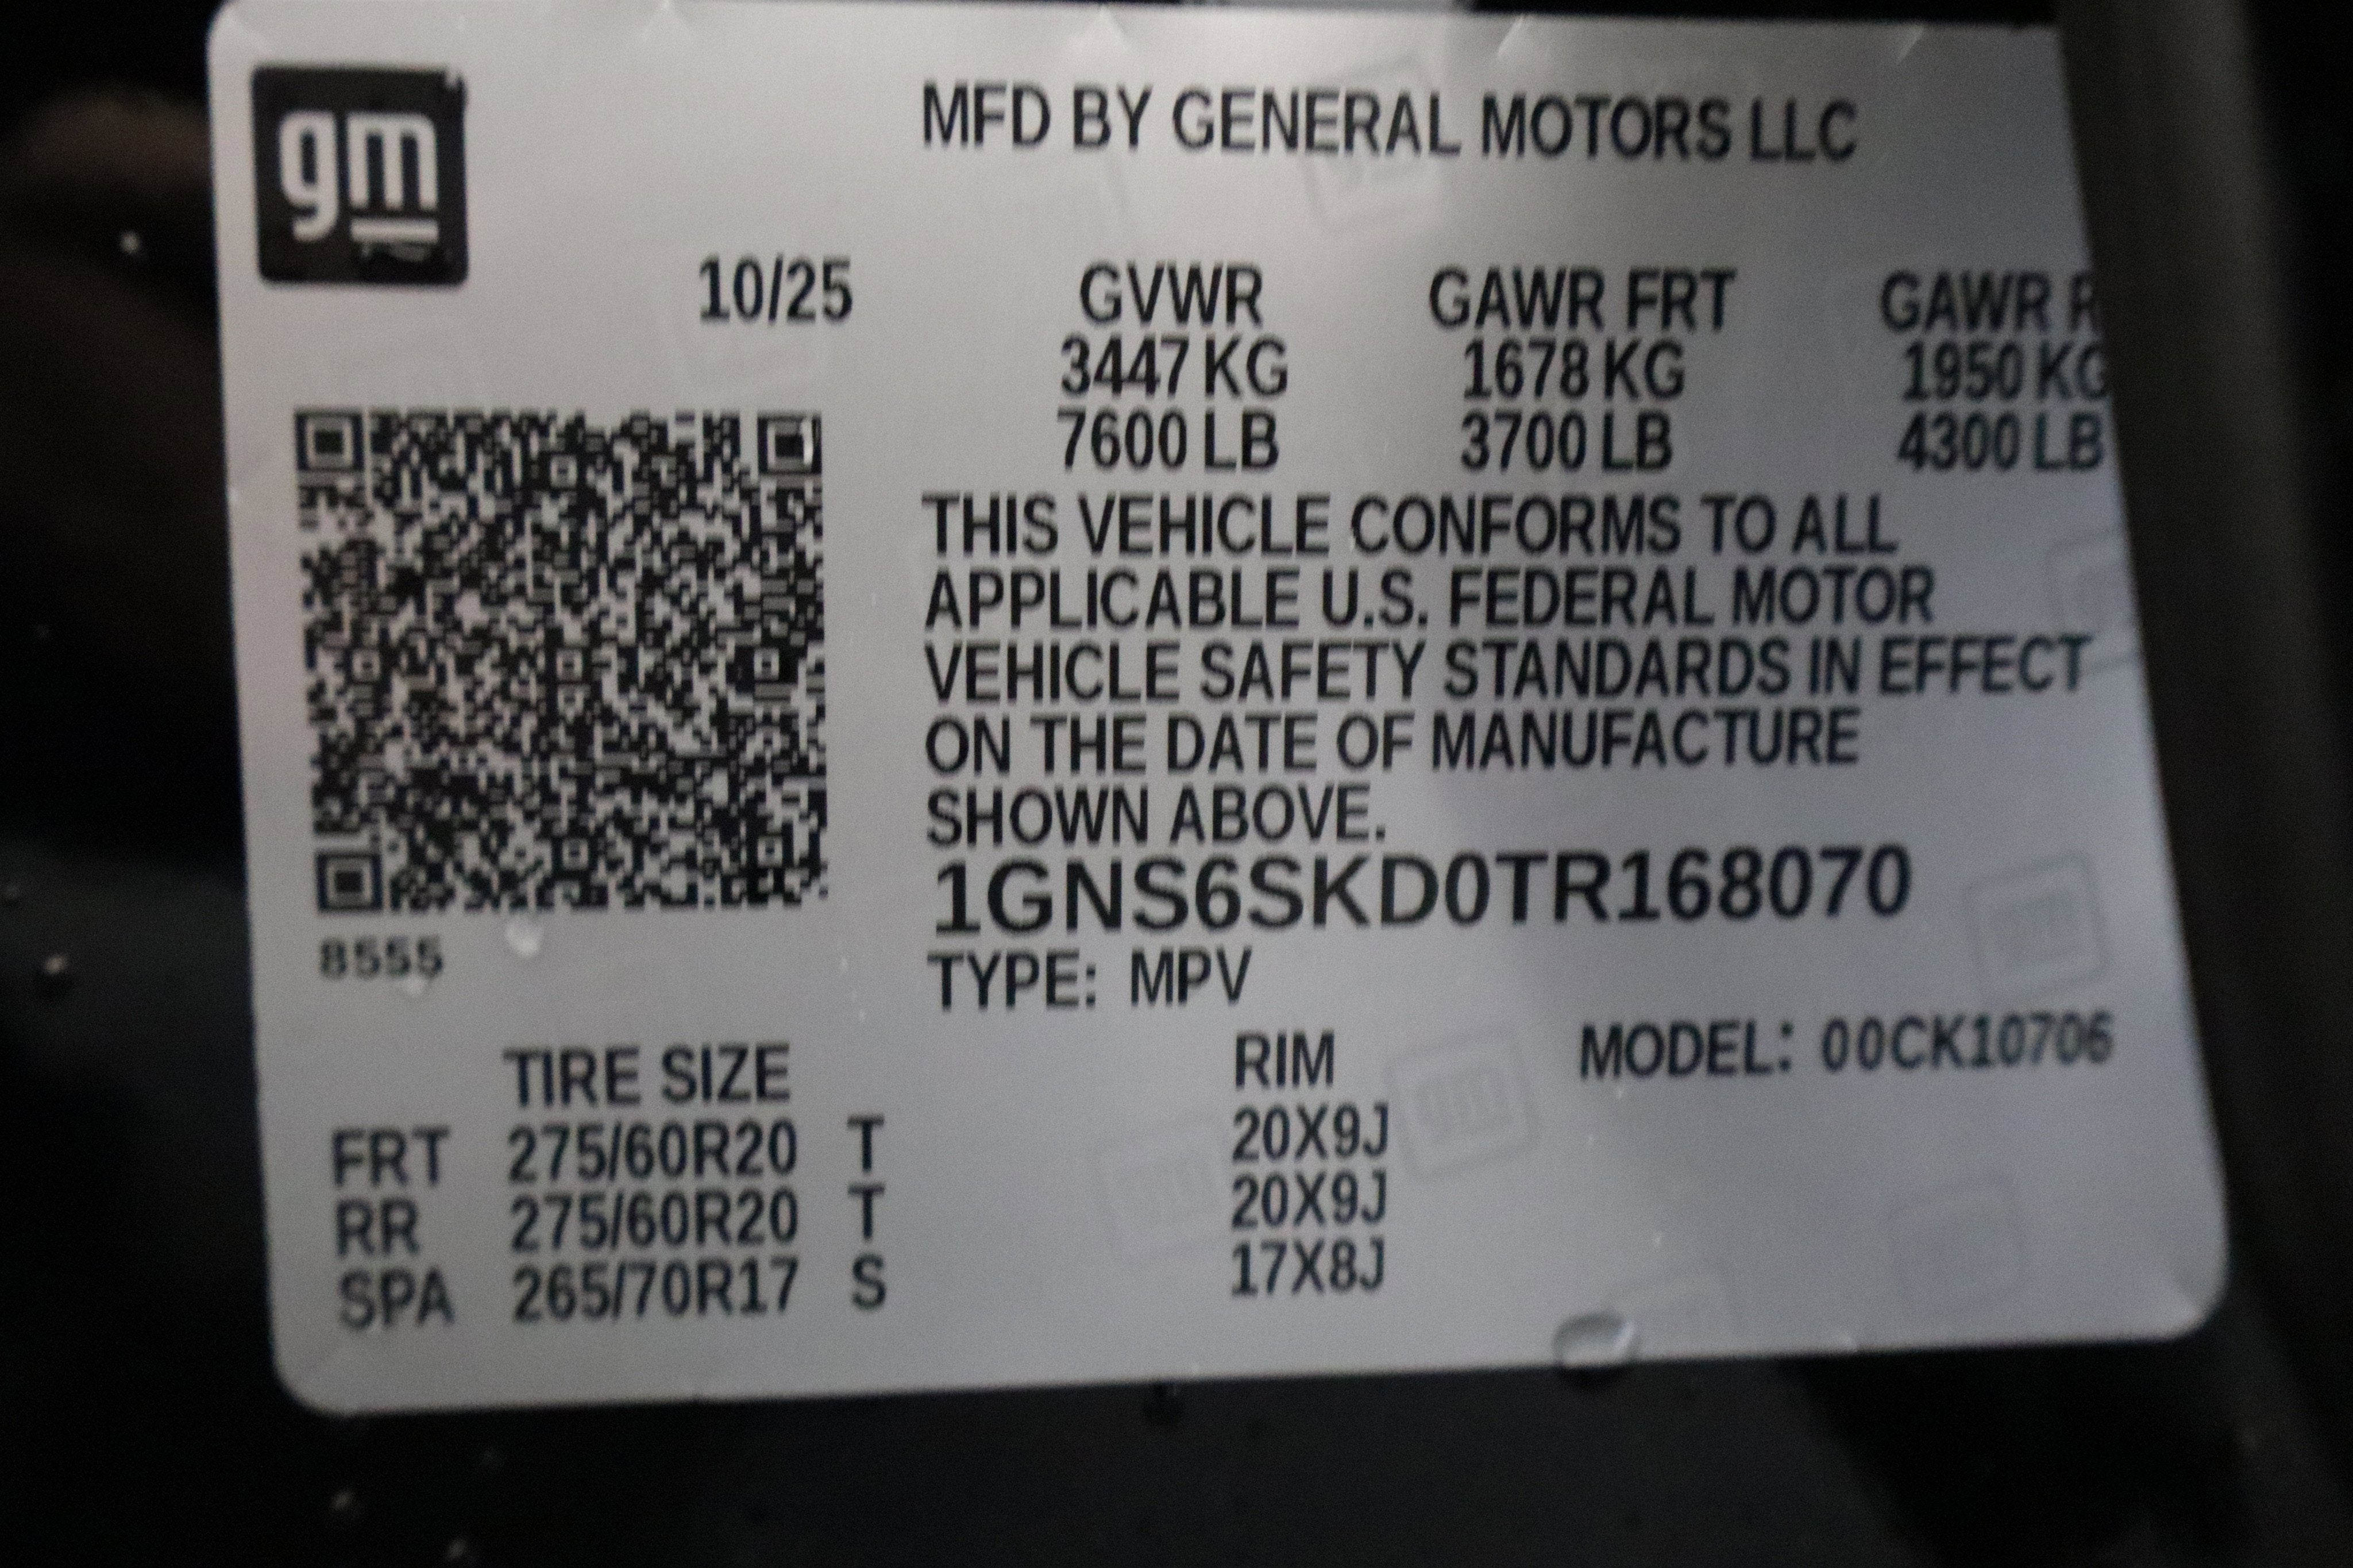 gm
MFD BY GENERAL MOTORS LLC
10/25 GVWR GAWR FRT GAWR R
3447 KG 1678 KG 1950 KG
7600 LB 3700 LB 4300 LB
THIS VEHICLE CONFORMS TO ALL
APPLICABLE U.S. FEDERAL MOTOR
VEHICLE SAFETY STANDARDS IN EFFECT
ON THE DATE OF MANUFACTURE
SHOWN ABOVE.
1GNS6SKD0TR168070
8555
TYPE: MPV
TIRE SIZE RIM MODEL: 00CK10706
FRT 275/60R20 T 20X9J
RR 275/60R20 T 20X9J
SPA 265/70R17 S 17X8J